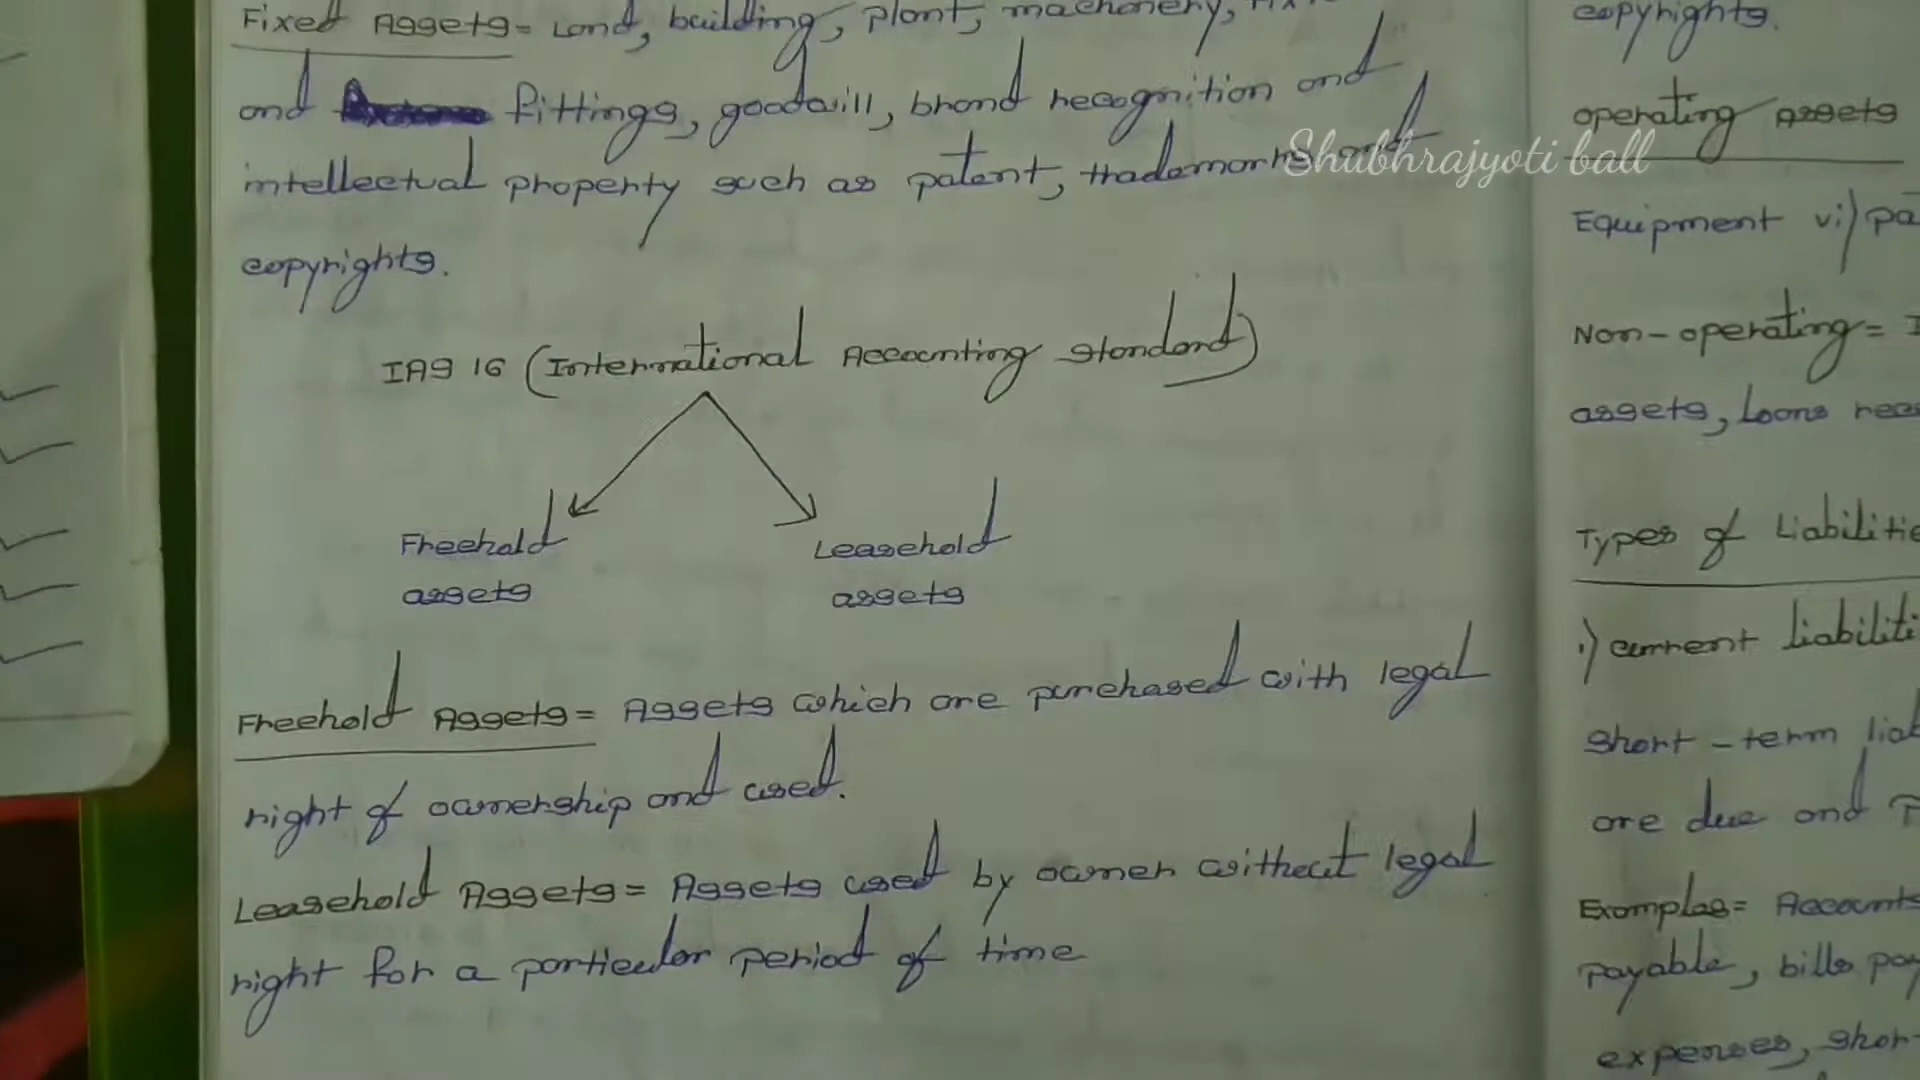 Fixed Assets= Land, building, plant, machinery,
and fittings, goodwill, brand recognition and
intellectual property such as patent, trademarks and
copyrights.
IAS 16 (International Accounting Standard)
Freehold assets
Leasehold assets
Freehold Assets= Assets which are purchased with legal
right of ownership and used.
Leasehold Assets= Assets used by owner without legal
right for a particular period of time
copyrights.
operating Assets
Equipment vi)
Non-operating=
assets, Loans
Types of
i) current
short-term
are due and
Examples= Accounts
payable, bills
expenses,
Shubhrajyoti ball